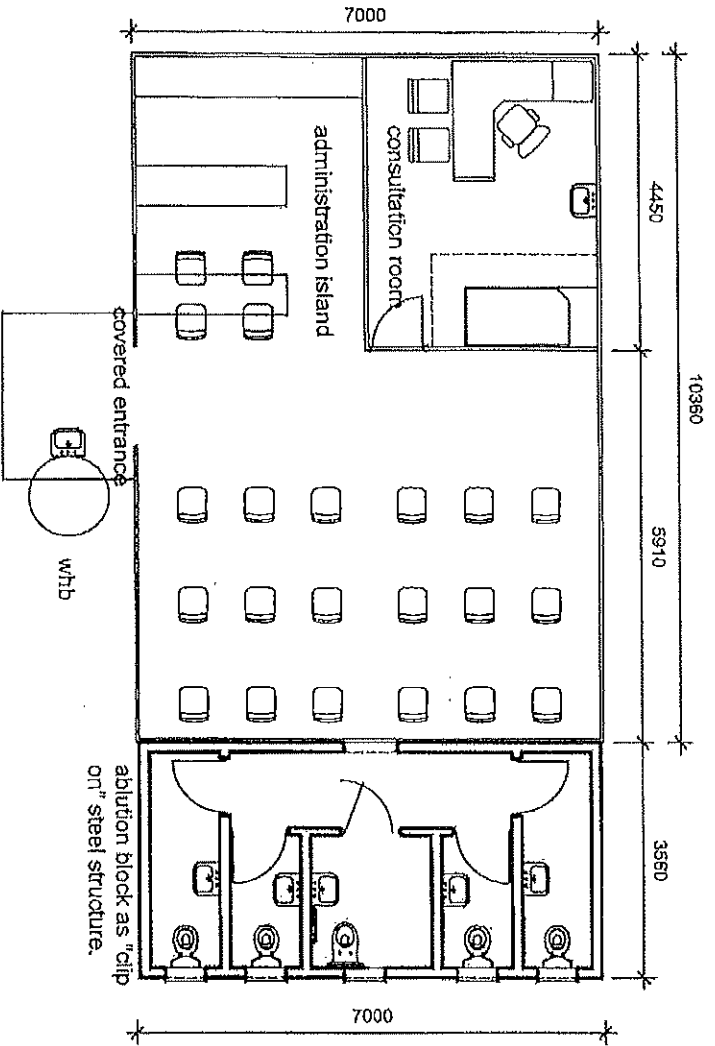 7000
consultation room
administration island
covered entrance
whb
4450
10360
5910
3560
ablution block as "clip
on" steel structure.
7000